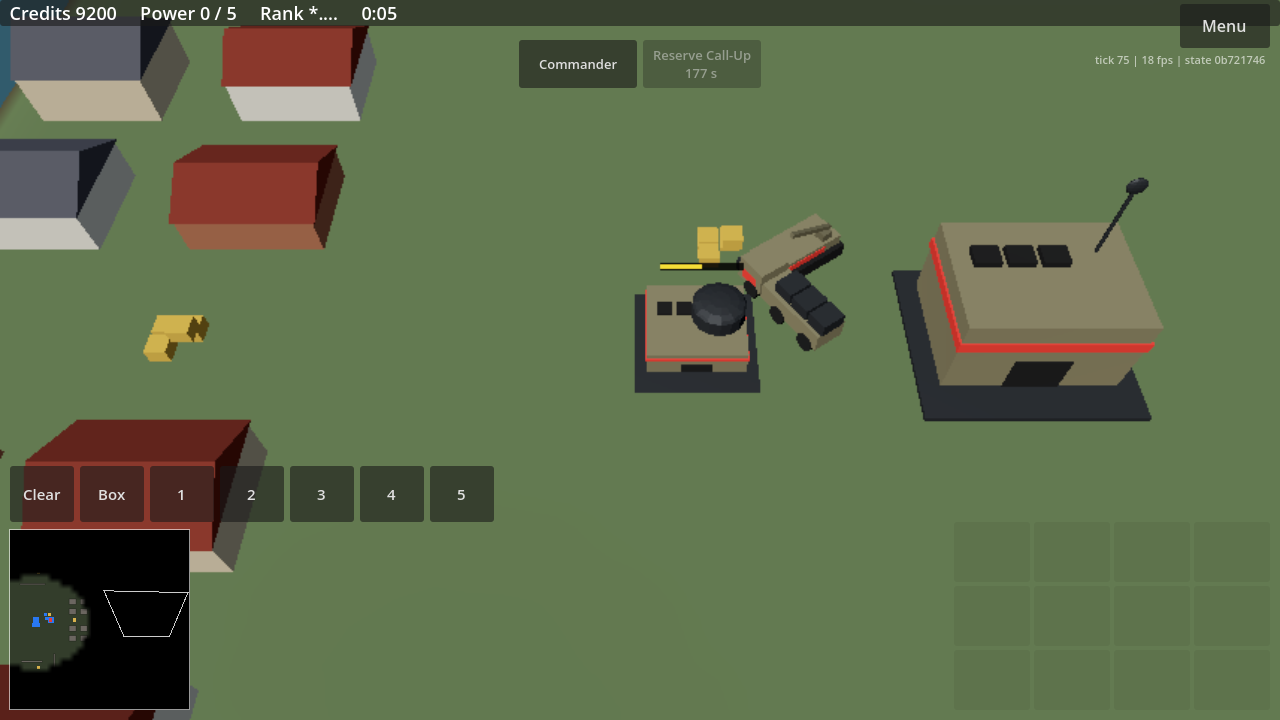 Credits 9200 Power 0 / 5 Rank *.... 0:05
Menu
Commander
Reserve Call-Up
177 s
tick 75 | 18 fps | state 0b721746
Clear Box 1 2 3 4 5